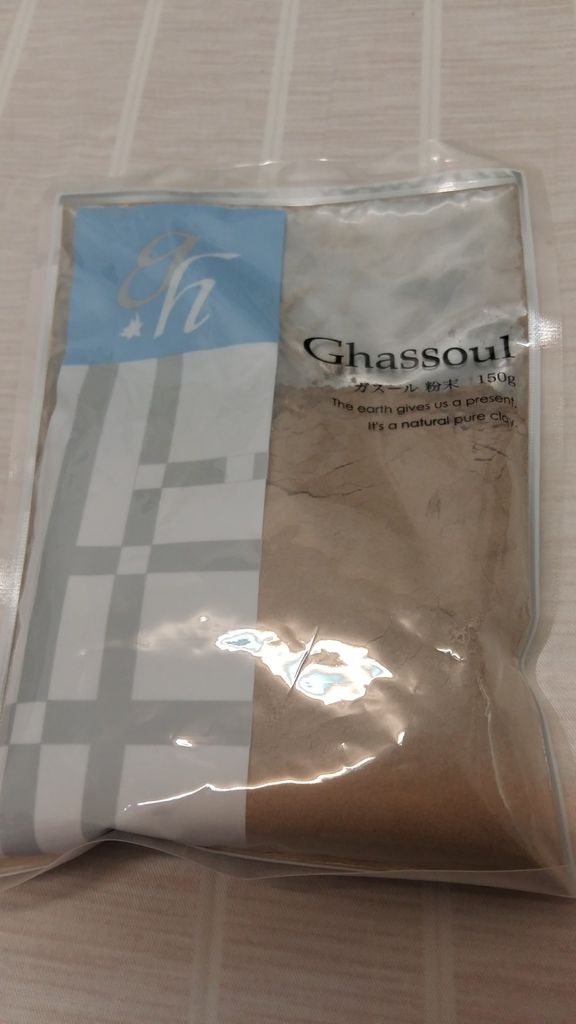 gh
Ghassoul
ガスール 粉末 150g
The earth gives us a present.
It's a natural pure clay.